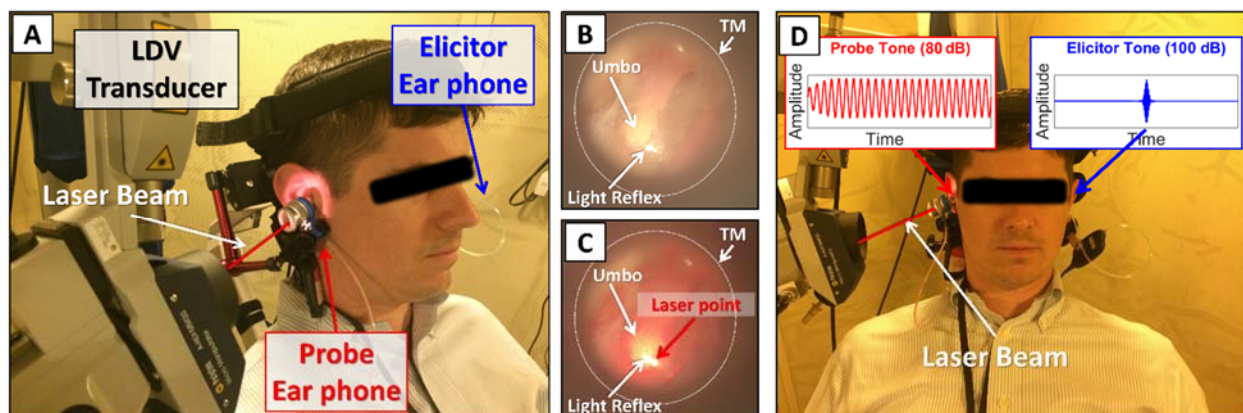 A
LDV
Transducer
Elicitor
Ear phone
Laser Beam
Probe
Ear phone
B
TM
Umbo
Light Reflex
C
TM
Umbo
Laser point
Light Reflex
D
Probe Tone (80 dB)
Amplitude
Time
Elicitor Tone (100 dB)
Amplitude
Time
Laser Beam